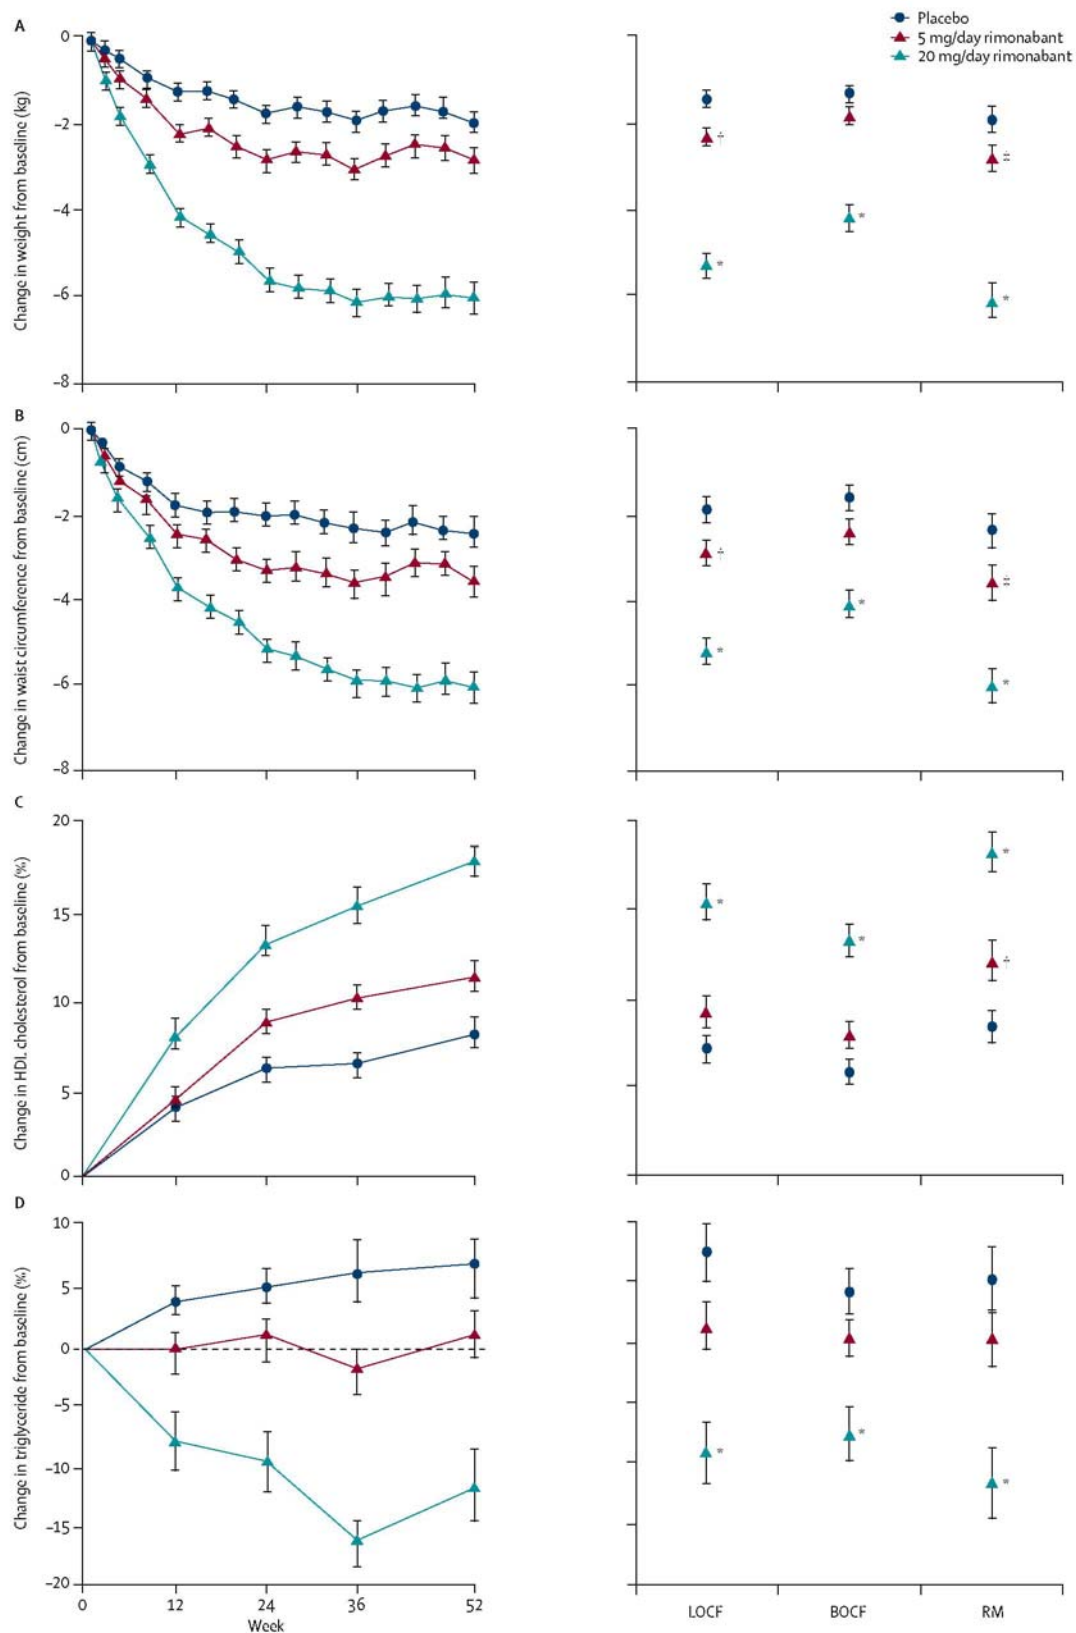 Placebo
5 mg/day rimonabant
20 mg/day rimonabant
A
Change in weight from baseline (kg)
0
–2
–4
–6
–8
†
*
*
‡
*
B
Change in waist circumference from baseline (cm)
0
–2
–4
–6
–8
†
*
*
‡
*
C
Change in HDL cholesterol from baseline (%)
20
15
10
5
0
*
*
*
†
D
Change in triglyceride from baseline (%)
10
5
0
–5
–10
–15
–20
*
*
*
0 12 24 36 52
Week
LOCF BOCF RM